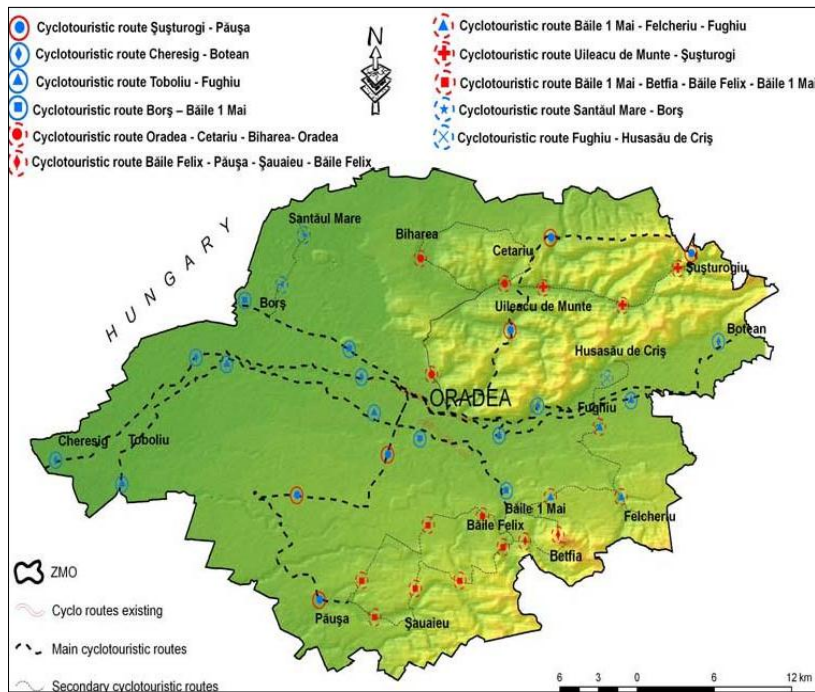 Cyclotouristic route Şuşturogi - Păuşa
Cyclotouristic route Cheresig - Botean
Cyclotouristic route Toboliu - Fughiu
Cyclotouristic route Borş – Băile 1 Mai
Cyclotouristic route Oradea - Cetariu - Biharea- Oradea
Cyclotouristic route Băile Felix - Păuşa - Şauaieu - Băile Felix
N
Cyclotouristic route Băile 1 Mai - Felcheriu - Fughiu
Cyclotouristic route Uileacu de Munte - Şuşturogi
Cyclotouristic route Băile 1 Mai - Betfia - Băile Felix - Băile 1 Mai
Cyclotouristic route Santăul Mare - Borş
Cyclotouristic route Fughiu - Husasău de Criş
HUNGARY
Santăul Mare
Biharea
Cetariu
Şuşturogiu
Borş
Uileacu de Munte
Botean
Husasău de Criş
ORADEA
Fughiu
Cheresig
Toboliu
Băile 1 Mai
Felcheriu
Băile Felix
Betfia
Păuşa
Şauaieu
ZMO
Cyclo routes existing
Main cyclotouristic routes
Secondary cyclotouristic routes
6 3 0 6 12 km